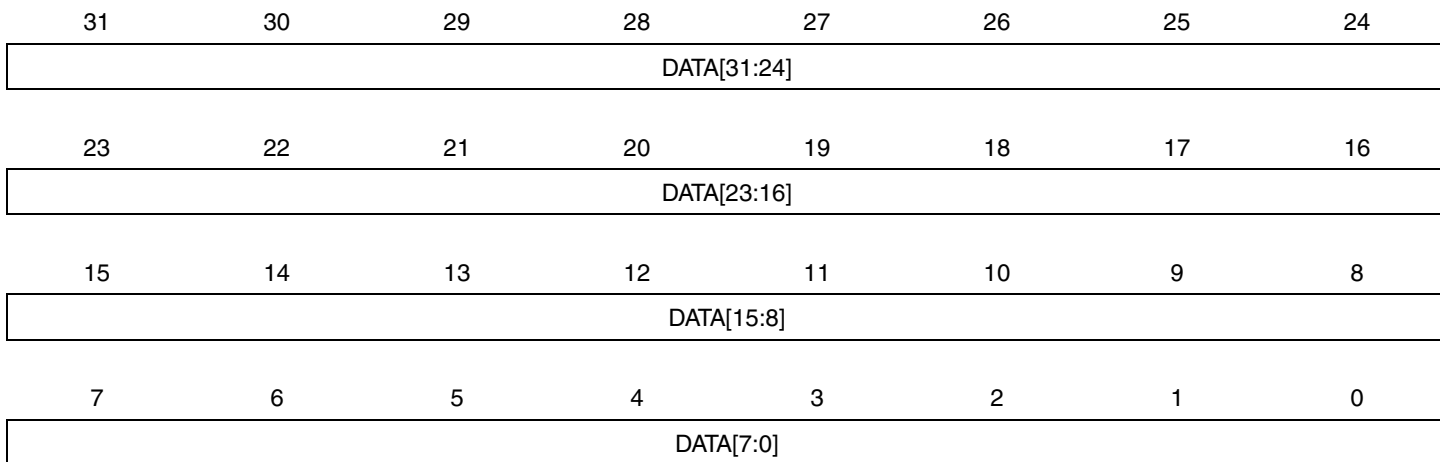 31 30 29 28 27 26 25 24
DATA[31:24]
23 22 21 20 19 18 17 16
DATA[23:16]
15 14 13 12 11 10 9 8
DATA[15:8]
7 6 5 4 3 2 1 0
DATA[7:0]